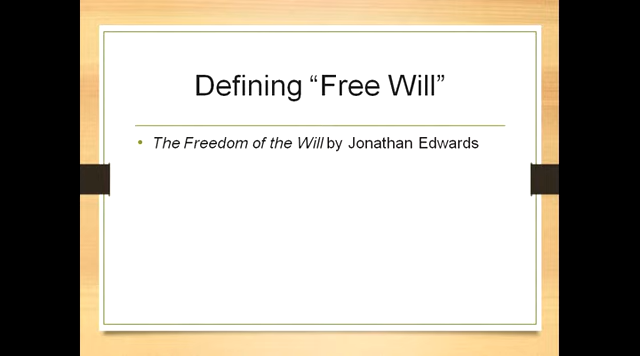 Defining “Free Will”
• The Freedom of the Will by Jonathan Edwards